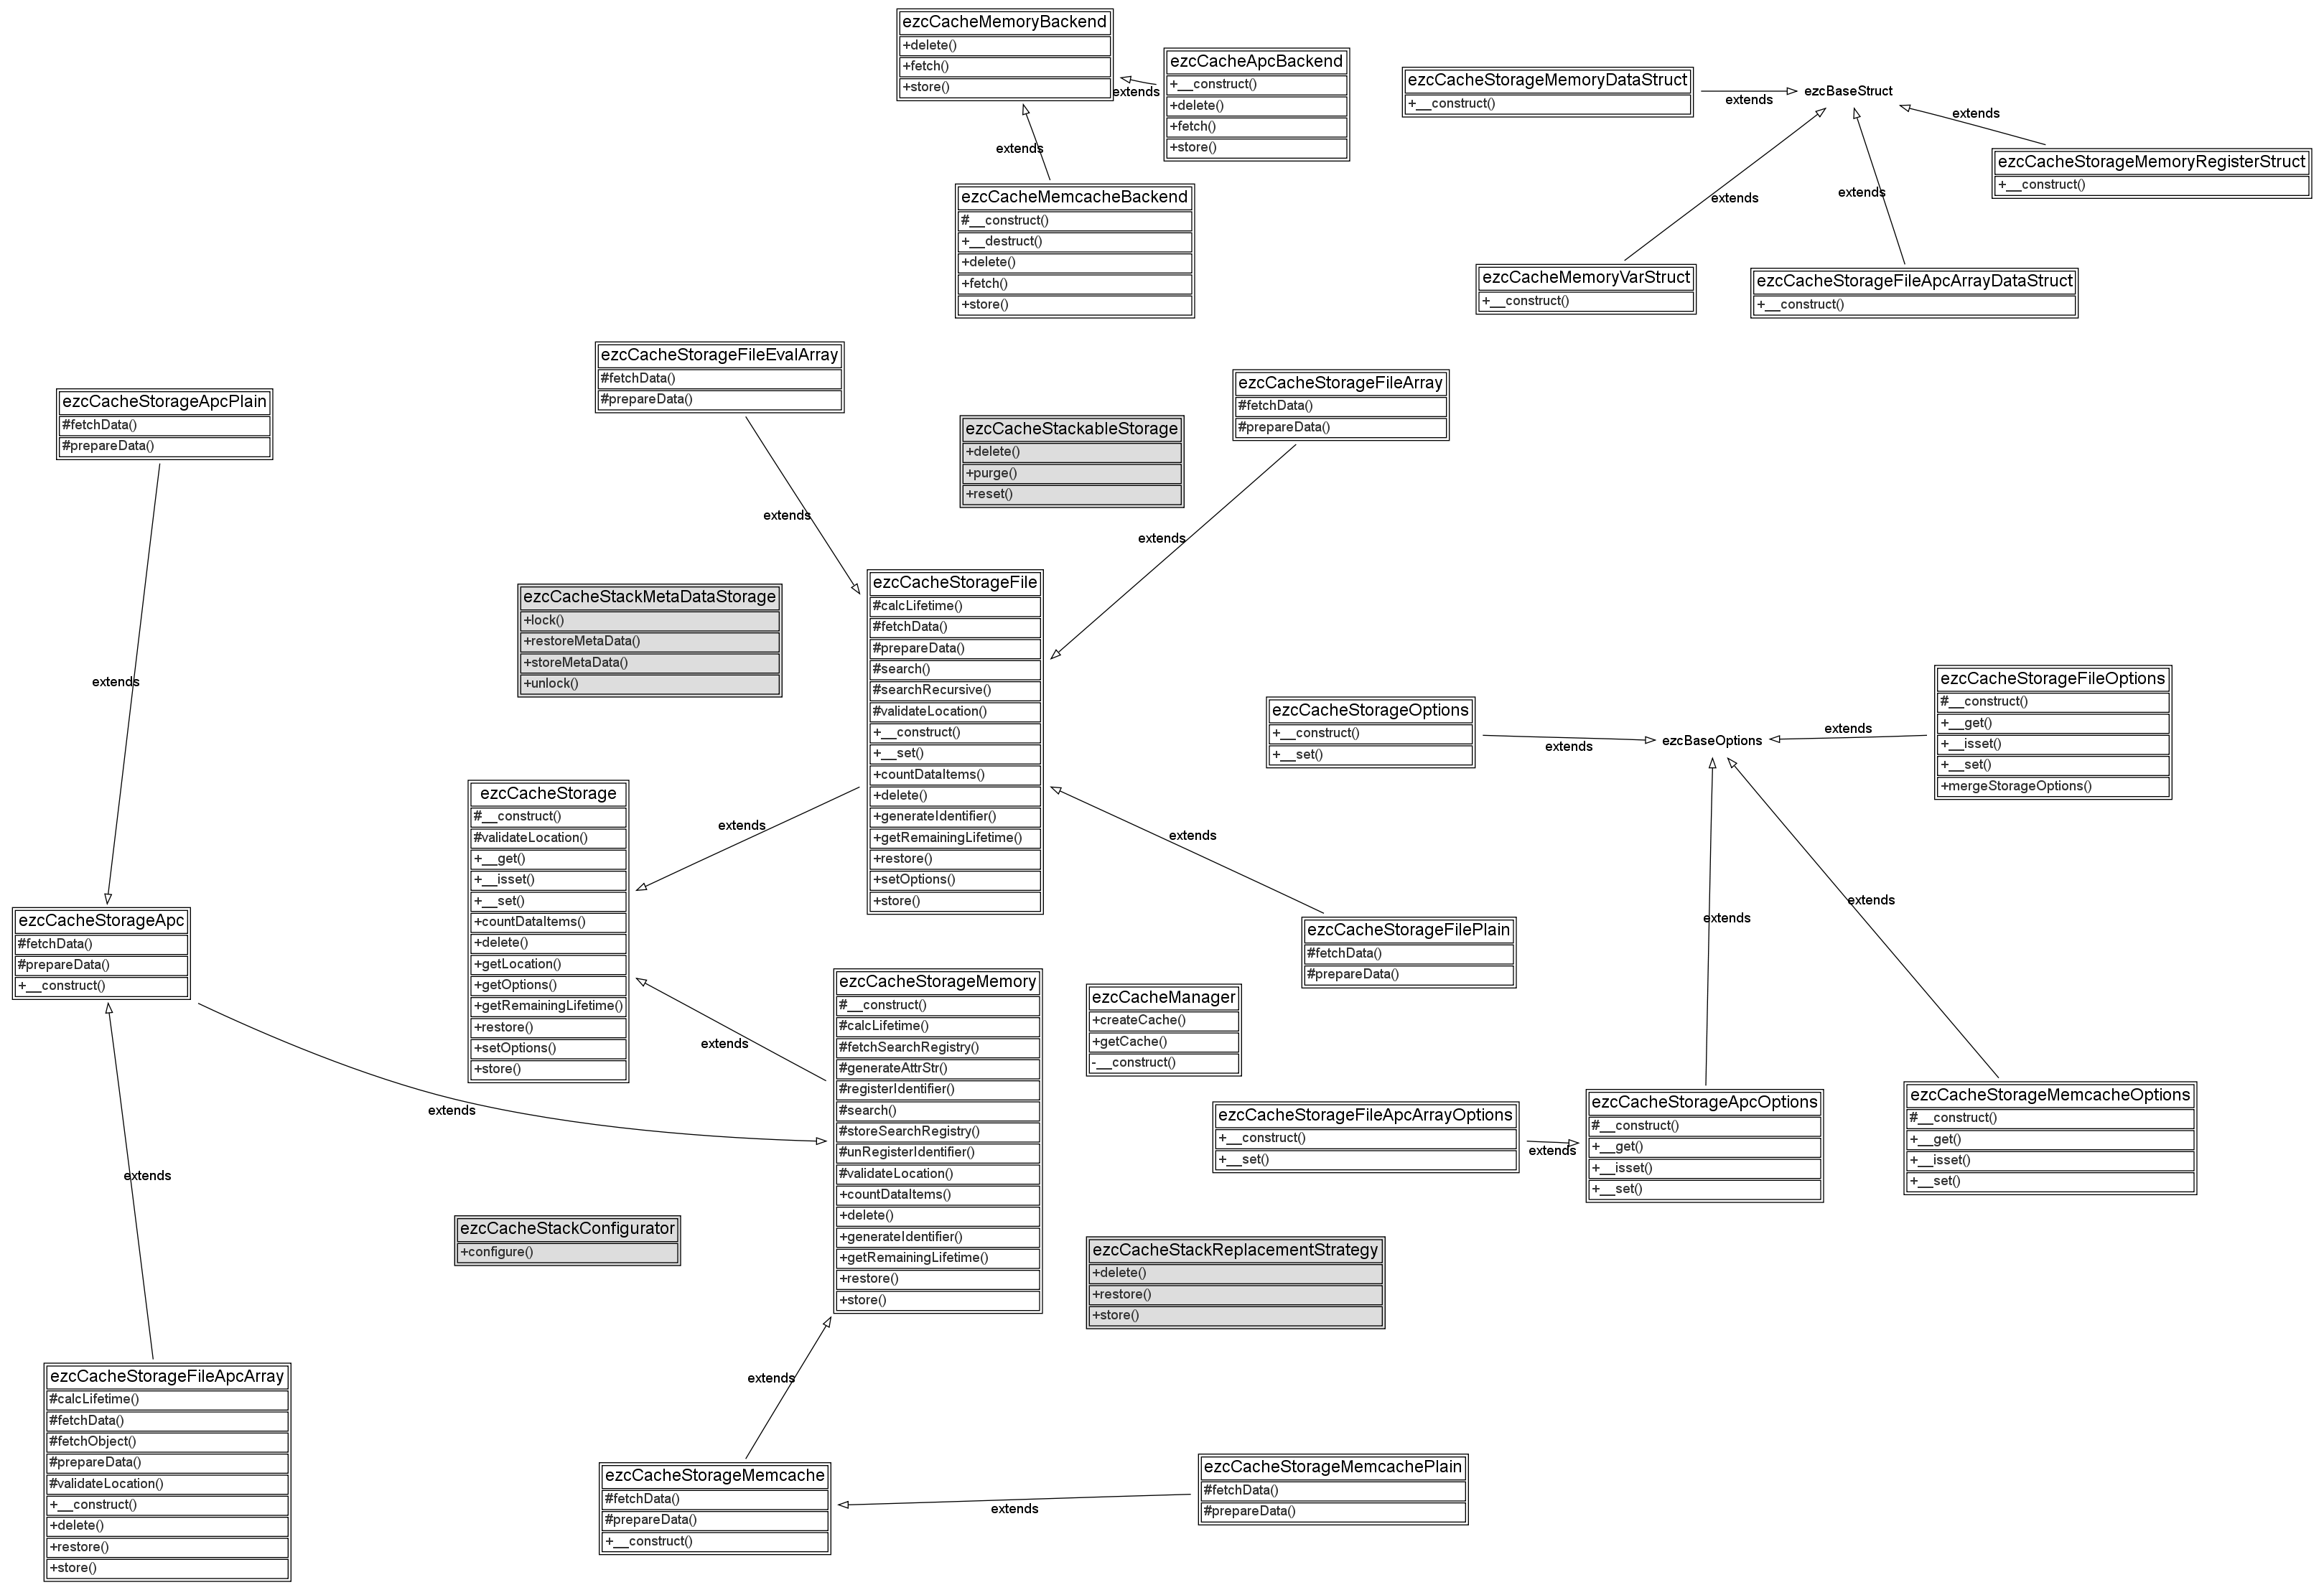 ezcCacheMemoryBackend
+delete()
+fetch()
+store()
extends
ezcCacheApcBackend
+__construct()
+delete()
+fetch()
+store()
extends
ezcCacheMemcacheBackend
#__construct()
+__destruct()
+delete()
+fetch()
+store()
ezcCacheStorageMemoryDataStruct
+__construct()
extends
ezcBaseStruct
extends
ezcCacheStorageMemoryRegisterStruct
+__construct()
extends
extends
ezcCacheMemoryVarStruct
+__construct()
ezcCacheStorageFileApcArrayDataStruct
+__construct()
ezcCacheStorageFileEvalArray
#fetchData()
#prepareData()
extends
ezcCacheStorageFileArray
#fetchData()
#prepareData()
extends
ezcCacheStorageApcPlain
#fetchData()
#prepareData()
extends
ezcCacheStackableStorage
+delete()
+purge()
+reset()
ezcCacheStackMetaDataStorage
+lock()
+restoreMetaData()
+storeMetaData()
+unlock()
ezcCacheStorageFile
#calcLifetime()
#fetchData()
#prepareData()
#search()
#searchRecursive()
#validateLocation()
+__construct()
+__set()
+countDataItems()
+delete()
+generateIdentifier()
+getRemainingLifetime()
+restore()
+setOptions()
+store()
extends
extends
ezcCacheStorageOptions
+__construct()
+__set()
extends
ezcBaseOptions
extends
ezcCacheStorageFileOptions
#__construct()
+__get()
+__isset()
+__set()
+mergeStorageOptions()
extends
extends
ezcCacheStorage
#__construct()
#validateLocation()
+__get()
+__isset()
+__set()
+countDataItems()
+delete()
+getLocation()
+getOptions()
+getRemainingLifetime()
+restore()
+setOptions()
+store()
extends
ezcCacheStorageApc
#fetchData()
#prepareData()
+__construct()
extends
extends
ezcCacheStorageFilePlain
#fetchData()
#prepareData()
ezcCacheStorageMemory
#__construct()
#calcLifetime()
#fetchSearchRegistry()
#generateAttrStr()
#registerIdentifier()
#search()
#storeSearchRegistry()
#unRegisterIdentifier()
#validateLocation()
+countDataItems()
+delete()
+generateIdentifier()
+getRemainingLifetime()
+restore()
+store()
ezcCacheManager
+createCache()
+getCache()
-__construct()
ezcCacheStorageFileApcArrayOptions
+__construct()
+__set()
extends
ezcCacheStorageApcOptions
#__construct()
+__get()
+__isset()
+__set()
ezcCacheStorageMemcacheOptions
#__construct()
+__get()
+__isset()
+__set()
ezcCacheStackConfigurator
+configure()
ezcCacheStackReplacementStrategy
+delete()
+restore()
+store()
ezcCacheStorageFileApcArray
#calcLifetime()
#fetchData()
#fetchObject()
#prepareData()
#validateLocation()
+__construct()
+delete()
+restore()
+store()
extends
ezcCacheStorageMemcache
#fetchData()
#prepareData()
+__construct()
extends
ezcCacheStorageMemcachePlain
#fetchData()
#prepareData()